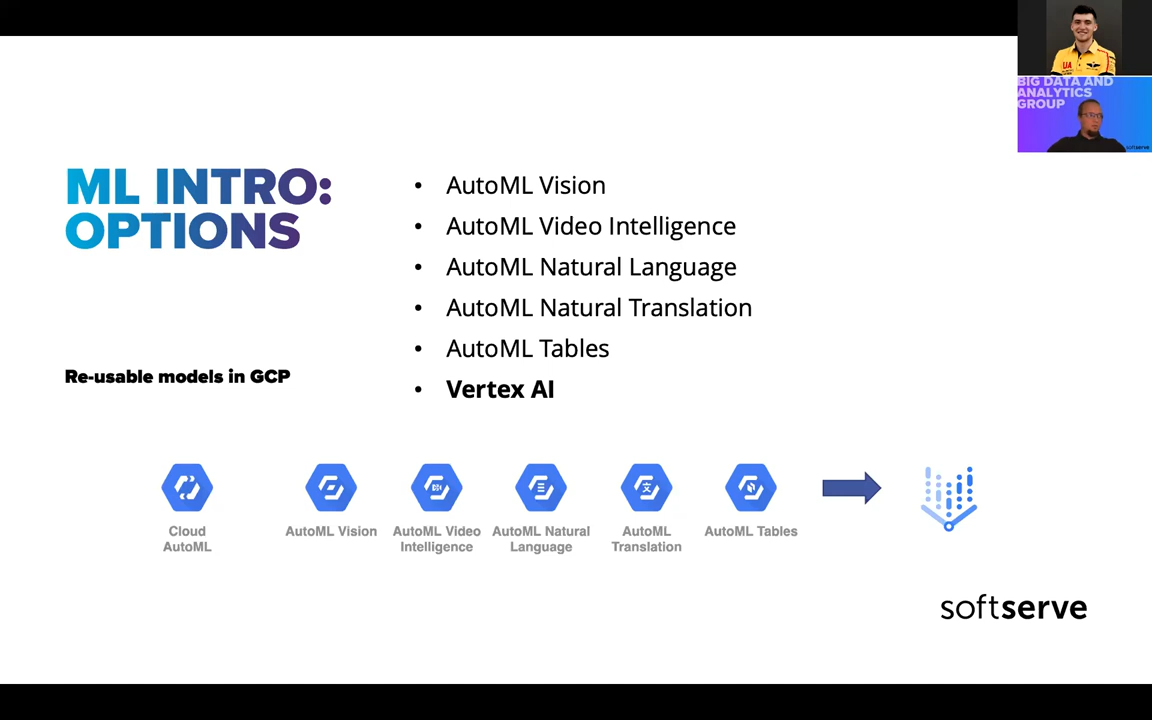 BIG DATA AND
ANALYTICS
GROUP
softserve
UA
ML INTRO:
OPTIONS
Re-usable models in GCP
• AutoML Vision
• AutoML Video Intelligence
• AutoML Natural Language
• AutoML Natural Translation
• AutoML Tables
• Vertex AI
Cloud
AutoML
AutoML Vision
AutoML Video
Intelligence
AutoML Natural
Language
AutoML
Translation
AutoML Tables
softserve